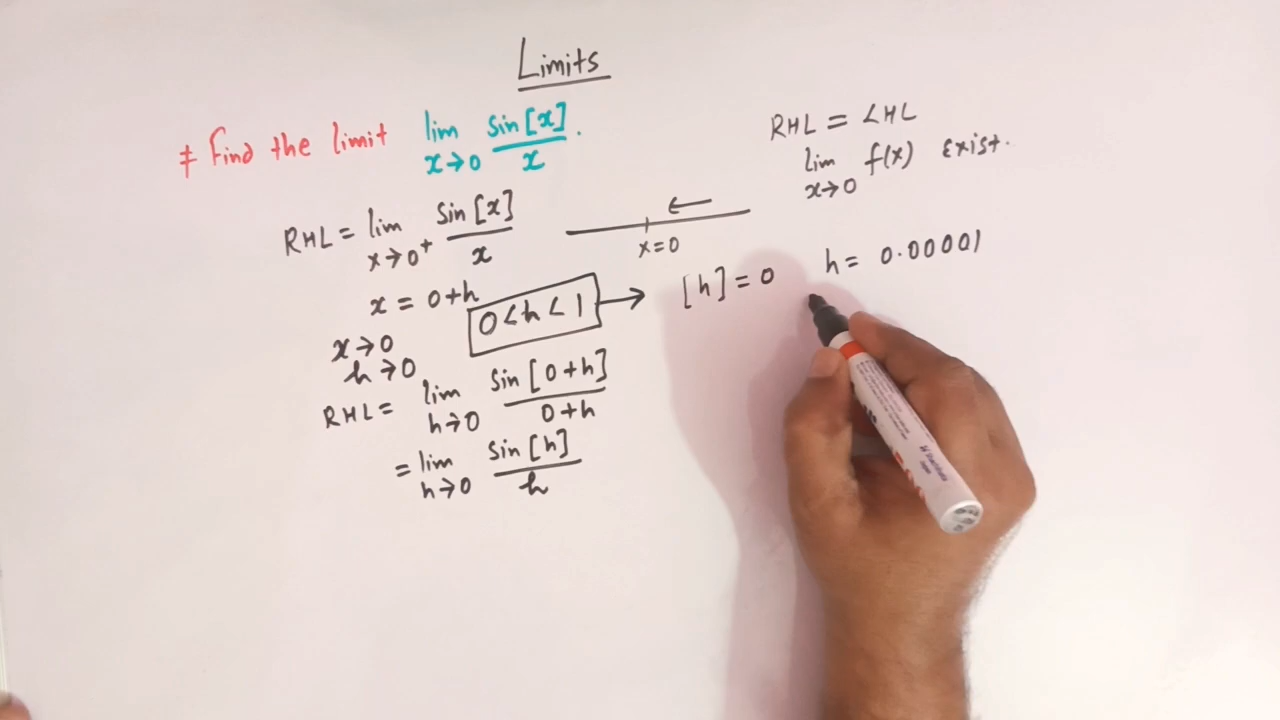 Limits
≠ Find the limit lim x→0 sin[x]/x.
RHL = LHL
lim x→0 f(x) exist.
RHL = lim x→0⁺ sin[x]/x
x=0
x = 0+h
0<h<1 → [h] = 0
h = 0.00001
x→0
h→0
RHL = lim h→0 sin[0+h]/0+h
= lim h→0 sin[h]/h